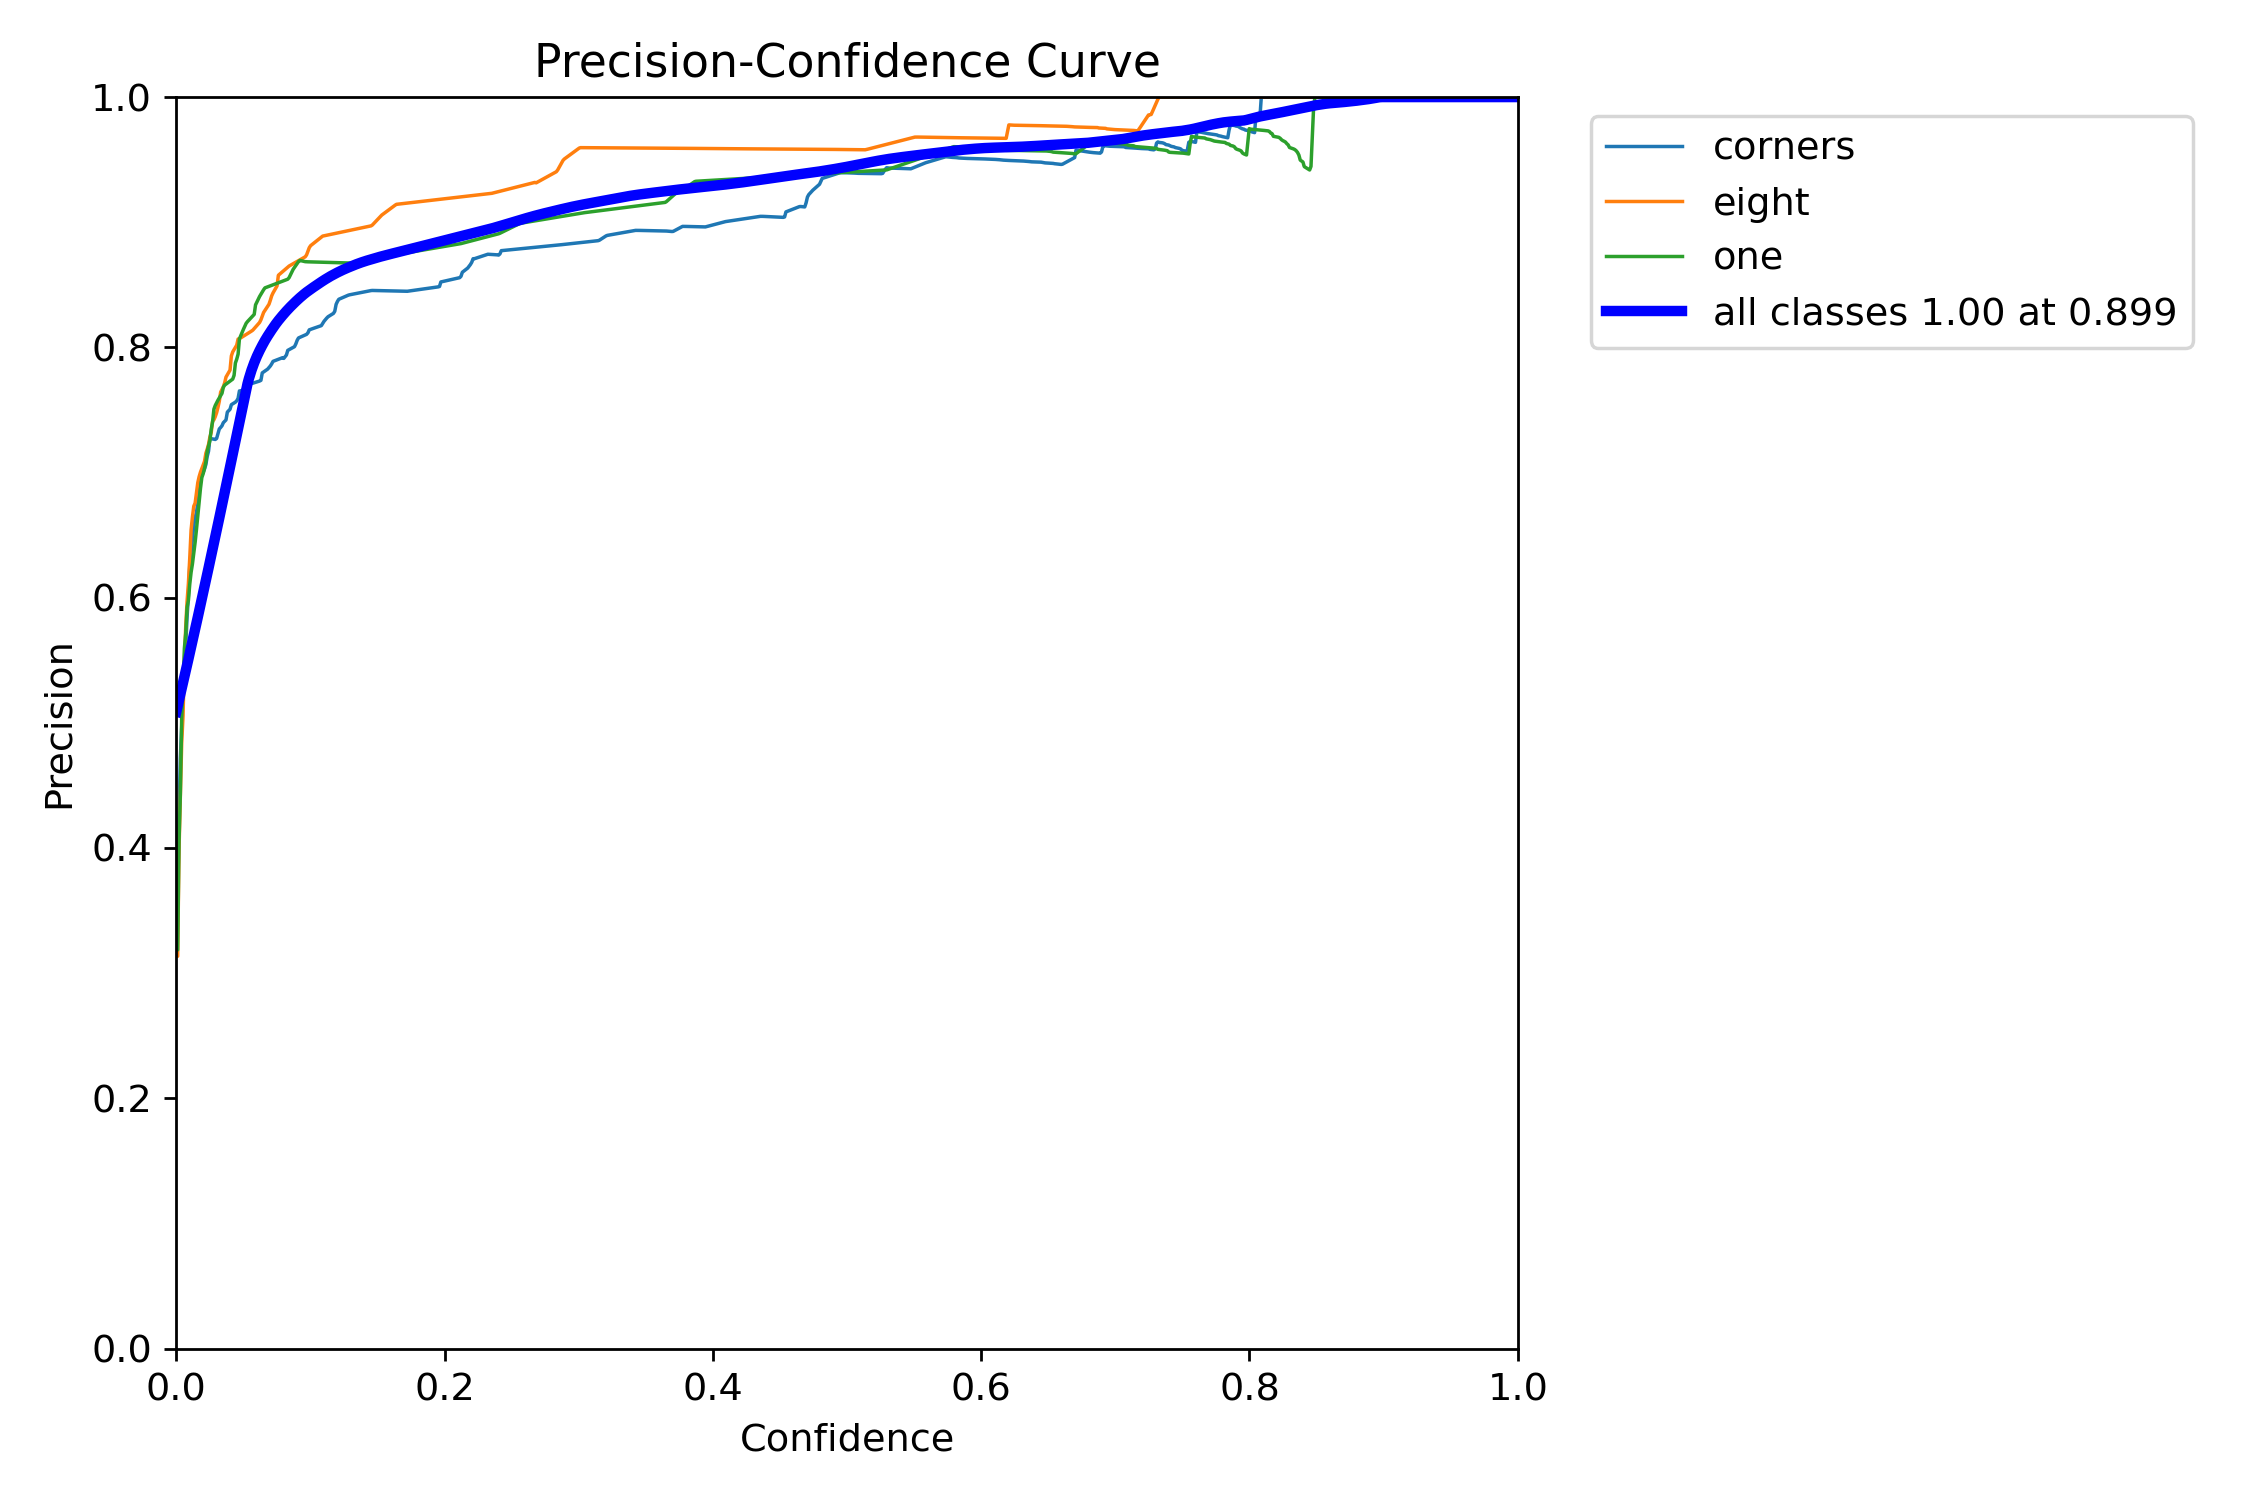 Precision-Confidence Curve
1.0
0.8
0.6
0.4
0.2
0.0
Precision
0.0 0.2 0.4 0.6 0.8 1.0
Confidence
corners
eight
one
all classes 1.00 at 0.899